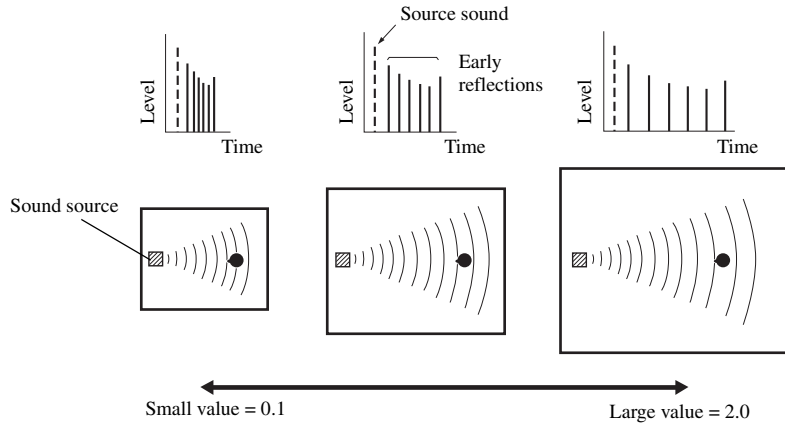 Source sound
Early
reflections
Level
Time
Level
Time
Level
Time
Sound source
Small value = 0.1
Large value = 2.0